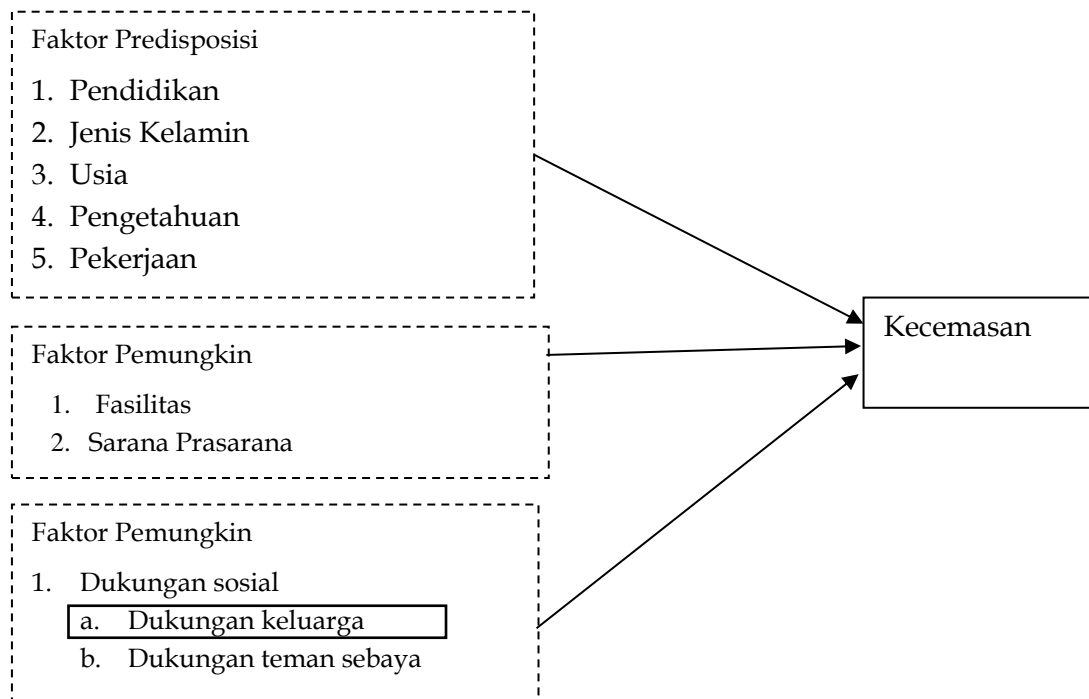 Faktor Predisposisi
1. Pendidikan
2. Jenis Kelamin
3. Usia
4. Pengetahuan
5. Pekerjaan
Faktor Pemungkin
1. Fasilitas
2. Sarana Prasarana
Faktor Pemungkin
1. Dukungan sosial
a. Dukungan keluarga
b. Dukungan teman sebaya
Kecemasan